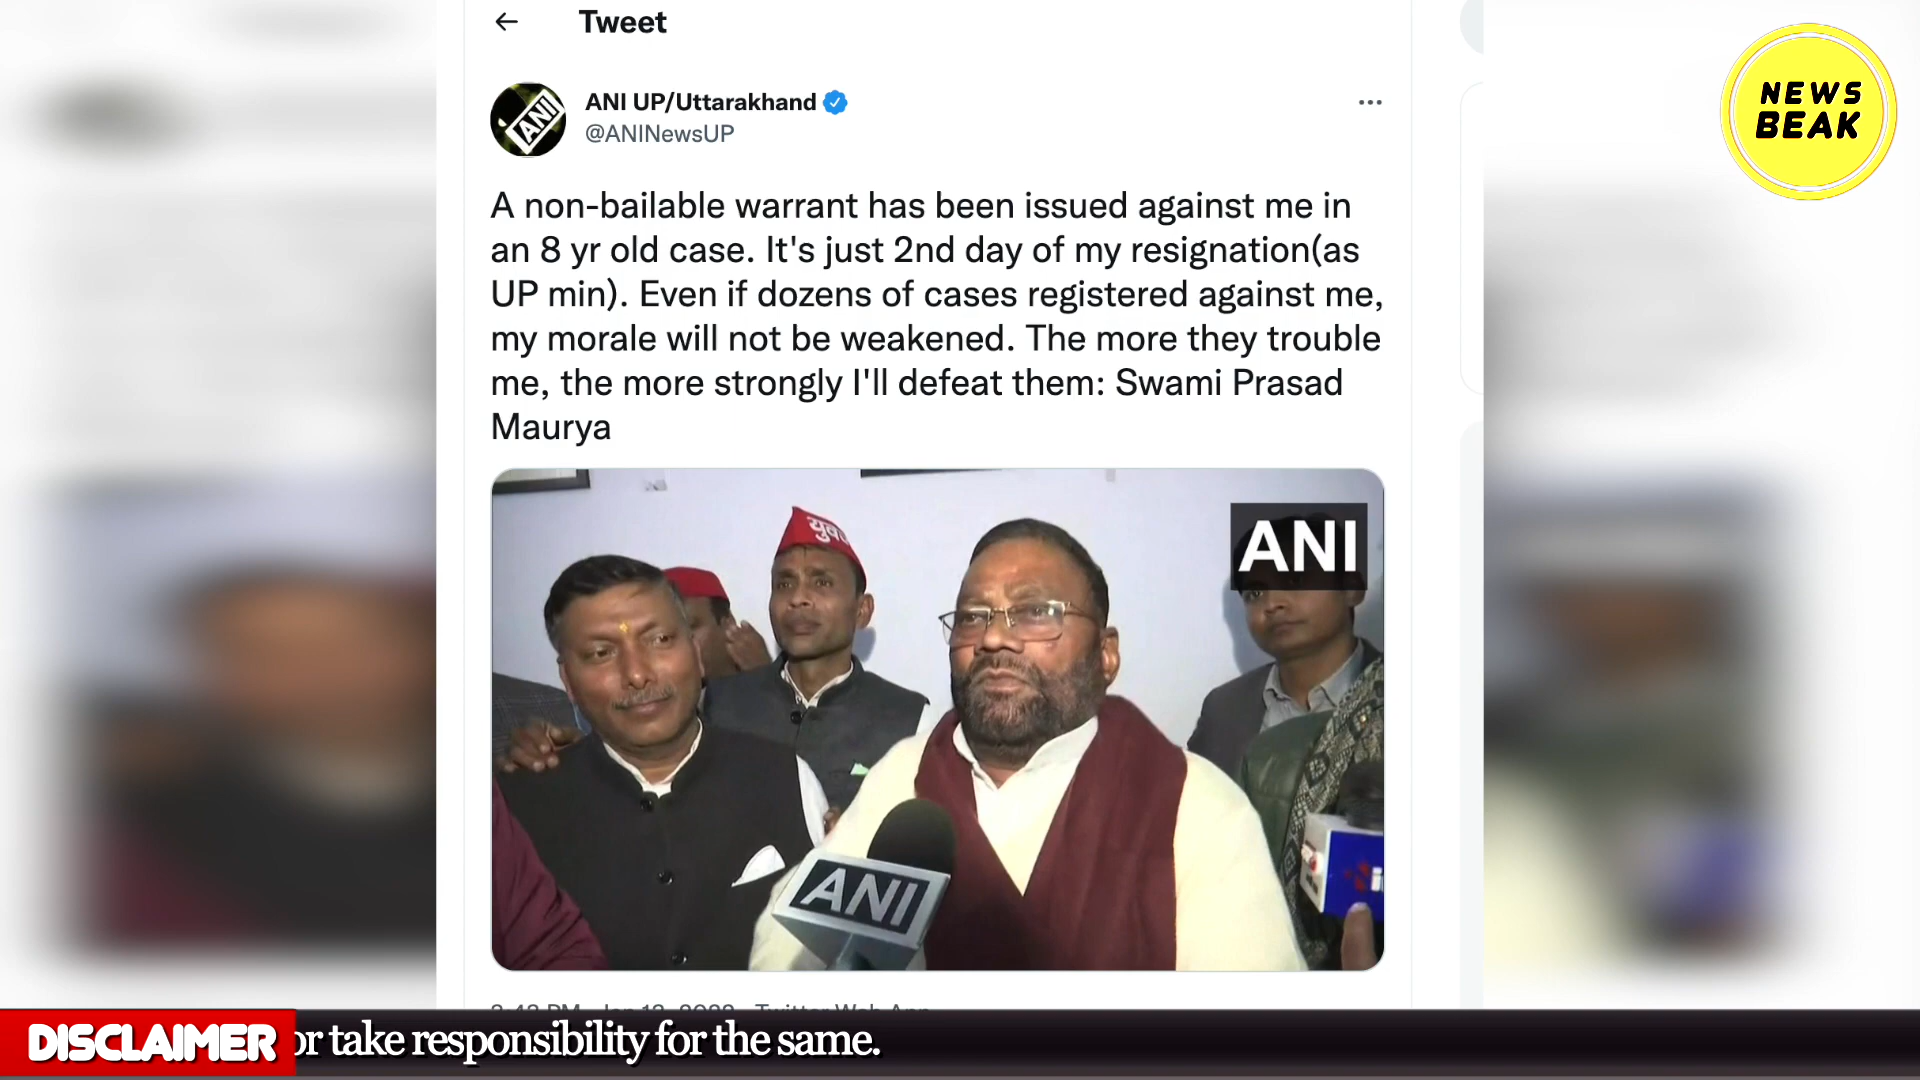 Tweet
ANI UP/Uttarakhand
@ANINewsUP
A non-bailable warrant has been issued against me in
an 8 yr old case. It's just 2nd day of my resignation(as
UP min). Even if dozens of cases registered against me,
my morale will not be weakened. The more they trouble
me, the more strongly I'll defeat them: Swami Prasad
Maurya
NEWS
BEAK
ANI
ANI
ANI
DISCLAIMER
or take responsibility for the same.